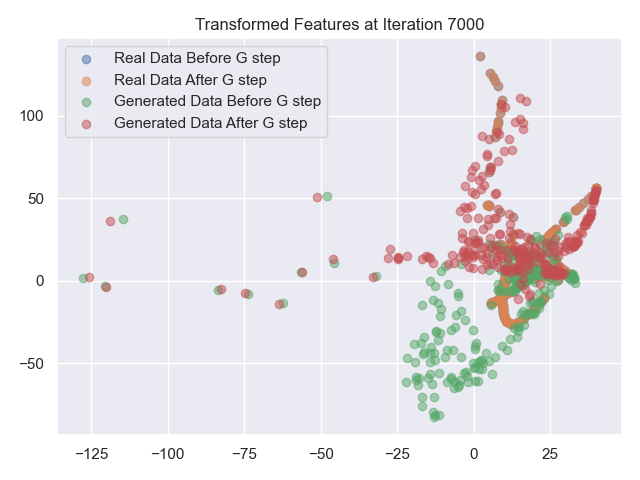 Transformed Features at Iteration 7000
Real Data Before G step
Real Data After G step
Generated Data Before G step
Generated Data After G step
100
50
0
−50
−125
−100
−75
−50
−25
0
25